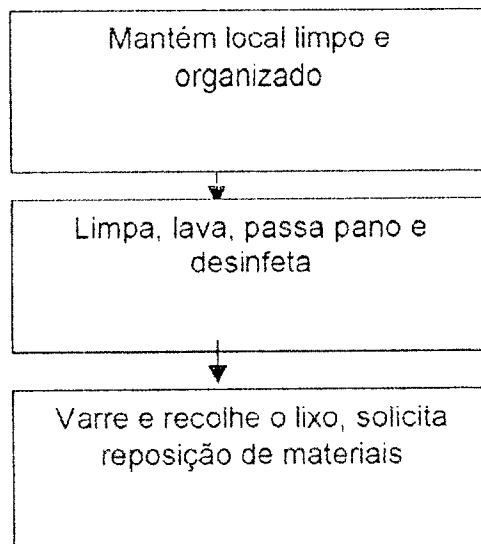 Mantém local limpo e
organizado
Limpa, lava, passa pano e
desinfeta
Varre e recolhe o lixo, solicita
reposição de materiais